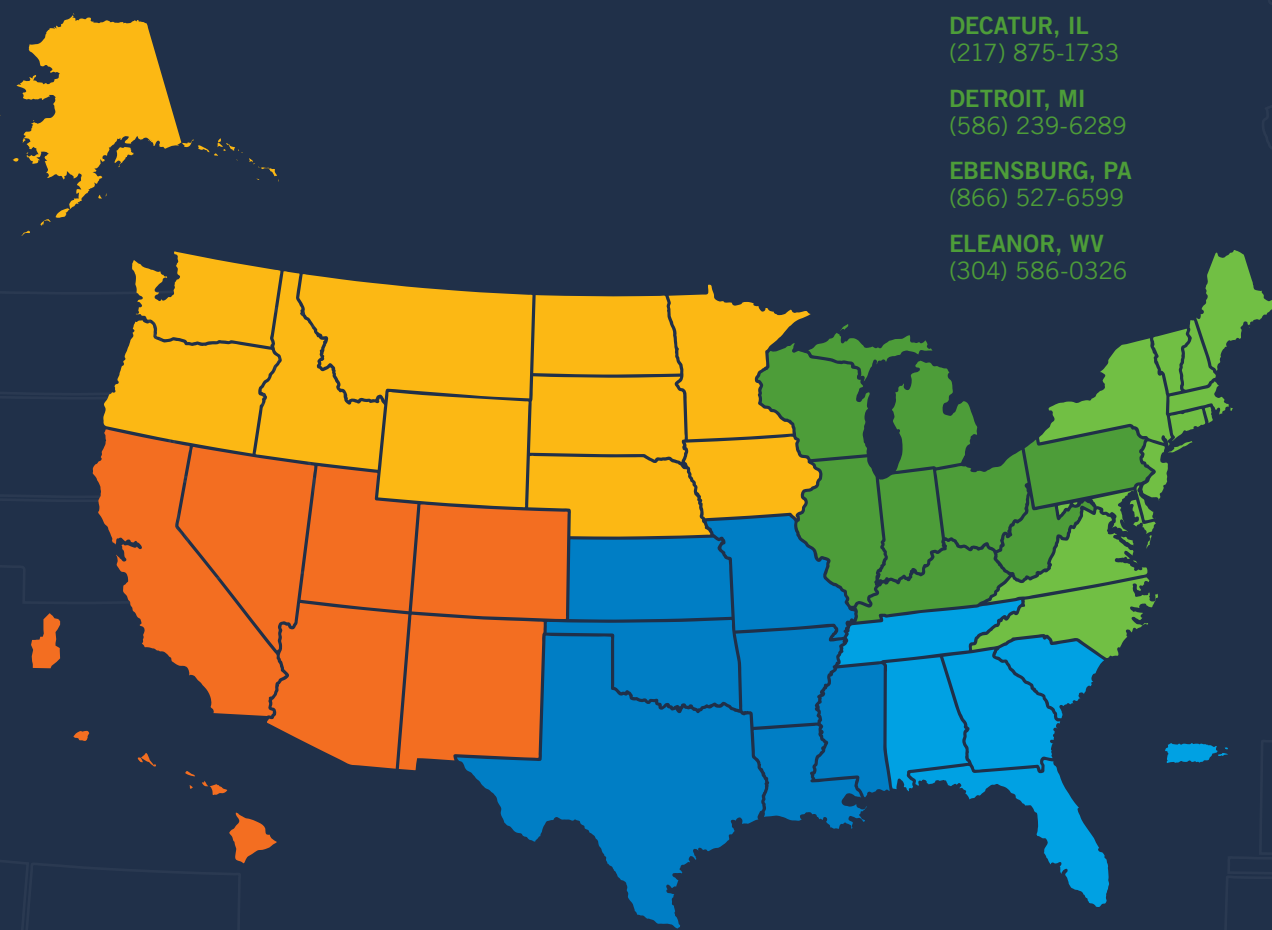 DECATUR, IL
(217) 875-1733
DETROIT, MI
(586) 239-6289
EBENSBURG, PA
(866) 527-6599
ELEANOR, WV
(304) 586-0326